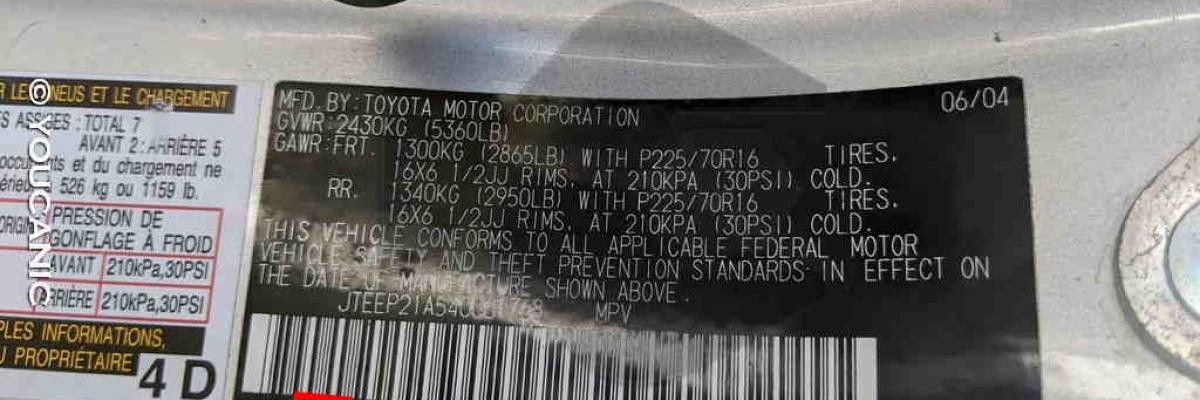 © YOUCANIC
NEUS ET LE CHARGEMENT
ASSISES : TOTAL 7
AVANT 2 : ARRIÈRE 5
et du chargement ne
526 kg ou 1159 lb.
PRESSION DE
GONFLAGE À FROID
AVANT 210kPa,30PSI
ARRIÈRE 210kPa,30PSI
PLES INFORMATIONS,
U PROPRIÉTAIRE
4 D
06/04
MFD. BY: TOYOTA MOTOR CORPORATION
GVWR: 2430KG (5360LB)
GAWR: FRT. 1300KG (2865LB) WITH P225/70R16 TIRES,
16X6 1/2JJ RIMS, AT 210KPA (30PSI) COLD.
RR. 1340KG (2950LB) WITH P225/70R16 TIRES,
16X6 1/2JJ RIMS, AT 210KPA (30PSI) COLD.
THIS VEHICLE CONFORMS TO ALL APPLICABLE FEDERAL MOTOR
VEHICLE SAFETY AND THEFT PREVENTION STANDARDS IN EFFECT ON
THE DATE OF MANUFACTURE SHOWN ABOVE.
MPV